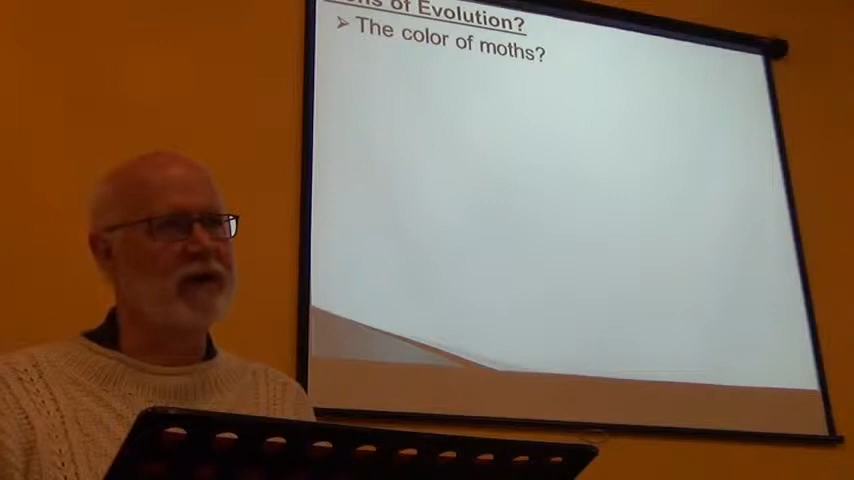 of Evolution?
➢ The color of moths?